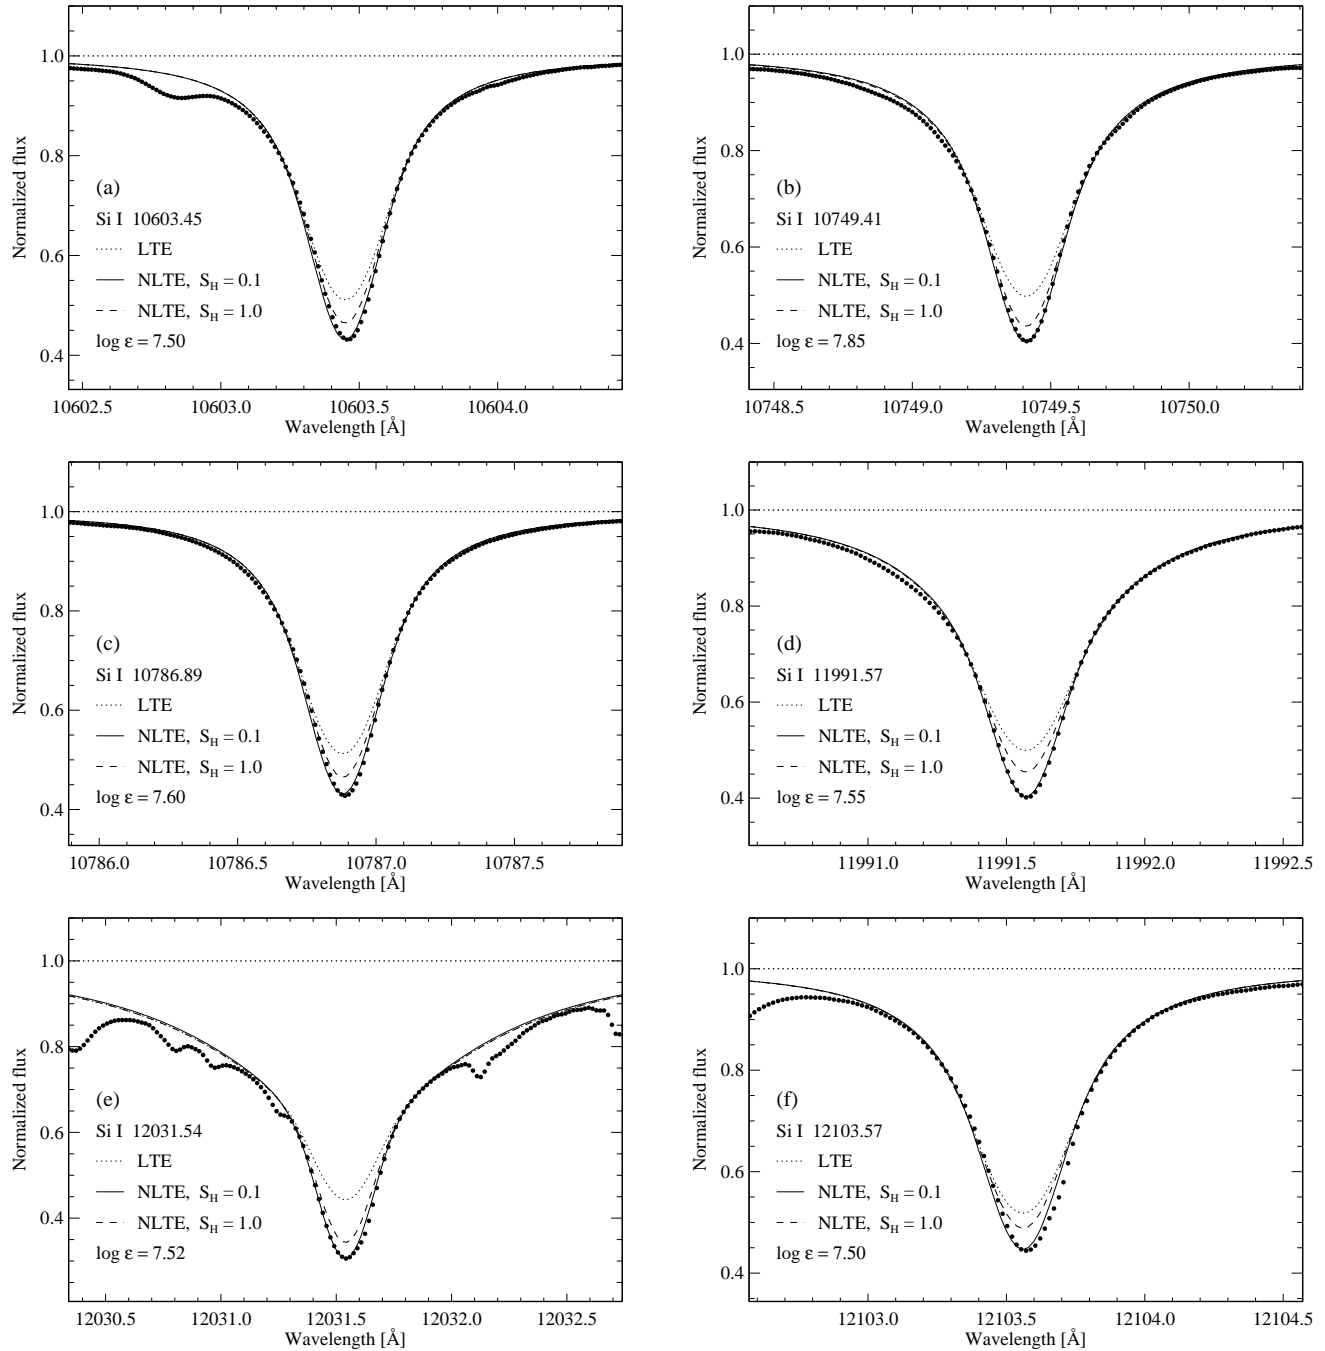 1.0
0.8
0.6
0.4
Normalized flux
(a)
Si I 10603.45
LTE
NLTE, S_H = 0.1
NLTE, S_H = 1.0
log ε = 7.50
10602.5 10603.0 10603.5 10604.0
Wavelength [Å]
1.0
0.8
0.6
0.4
Normalized flux
(b)
Si I 10749.41
LTE
NLTE, S_H = 0.1
NLTE, S_H = 1.0
log ε = 7.85
10748.5 10749.0 10749.5 10750.0
Wavelength [Å]
1.0
0.8
0.6
0.4
Normalized flux
(c)
Si I 10786.89
LTE
NLTE, S_H = 0.1
NLTE, S_H = 1.0
log ε = 7.60
10786.0 10786.5 10787.0 10787.5
Wavelength [Å]
1.0
0.8
0.6
0.4
Normalized flux
(d)
Si I 11991.57
LTE
NLTE, S_H = 0.1
NLTE, S_H = 1.0
log ε = 7.55
11991.0 11991.5 11992.0 11992.5
Wavelength [Å]
1.0
0.8
0.6
0.4
Normalized flux
(e)
Si I 12031.54
LTE
NLTE, S_H = 0.1
NLTE, S_H = 1.0
log ε = 7.52
12030.5 12031.0 12031.5 12032.0 12032.5
Wavelength [Å]
1.0
0.8
0.6
0.4
Normalized flux
(f)
Si I 12103.57
LTE
NLTE, S_H = 0.1
NLTE, S_H = 1.0
log ε = 7.50
12103.0 12103.5 12104.0 12104.5
Wavelength [Å]